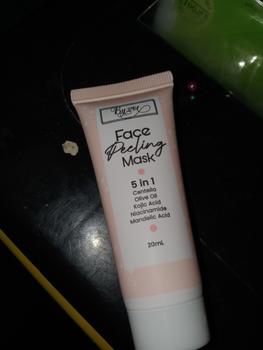 Face
Peeling
Mask
5 in 1
Centella
Olive Oil
Kojic Acid
Niacinamide
Mandelic Acid
20mL